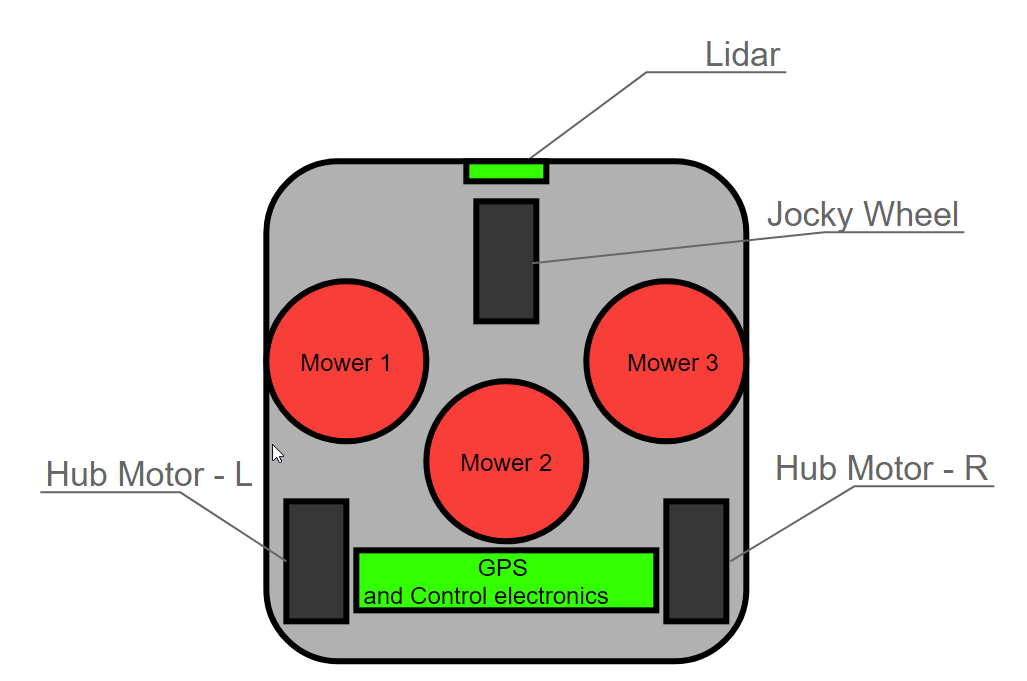 Lidar
Jocky Wheel
Mower 1
Mower 3
Mower 2
Hub Motor - L
Hub Motor - R
GPS
and Control electronics